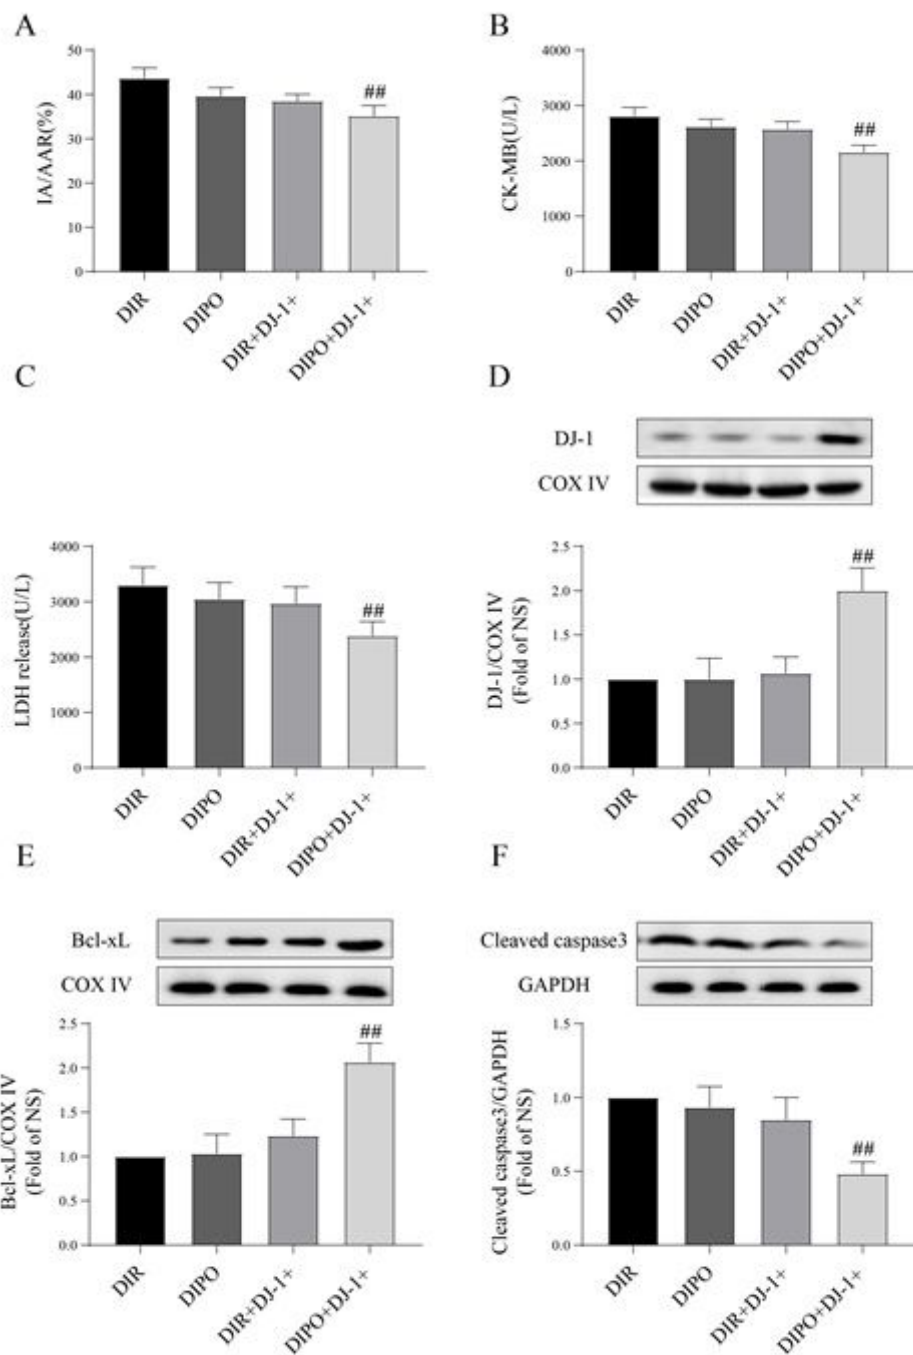 A
IA/AAR(%)
50
40
30
20
10
0
##
DIR
DIPO
DIR+DJ-1+
DIPO+DJ-1+
B
CK-MB(U/L)
4000
3000
2000
1000
0
##
DIR
DIPO
DIR+DJ-1+
DIPO+DJ-1+
C
LDH release(U/L)
4000
3000
2000
1000
0
##
DIR
DIPO
DIR+DJ-1+
DIPO+DJ-1+
D
DJ-1
COX IV
DJ-1/COX IV
(Fold of NS)
2.5
2.0
1.5
1.0
0.5
0.0
##
DIR
DIPO
DIR+DJ-1+
DIPO+DJ-1+
E
Bcl-xL
COX IV
Bcl-xL/COX IV
(Fold of NS)
2.5
2.0
1.5
1.0
0.5
0.0
##
DIR
DIPO
DIR+DJ-1+
DIPO+DJ-1+
F
Cleaved caspase3
GAPDH
Cleaved caspase3/GAPDH
(Fold of NS)
1.5
1.0
0.5
0.0
##
DIR
DIPO
DIR+DJ-1+
DIPO+DJ-1+